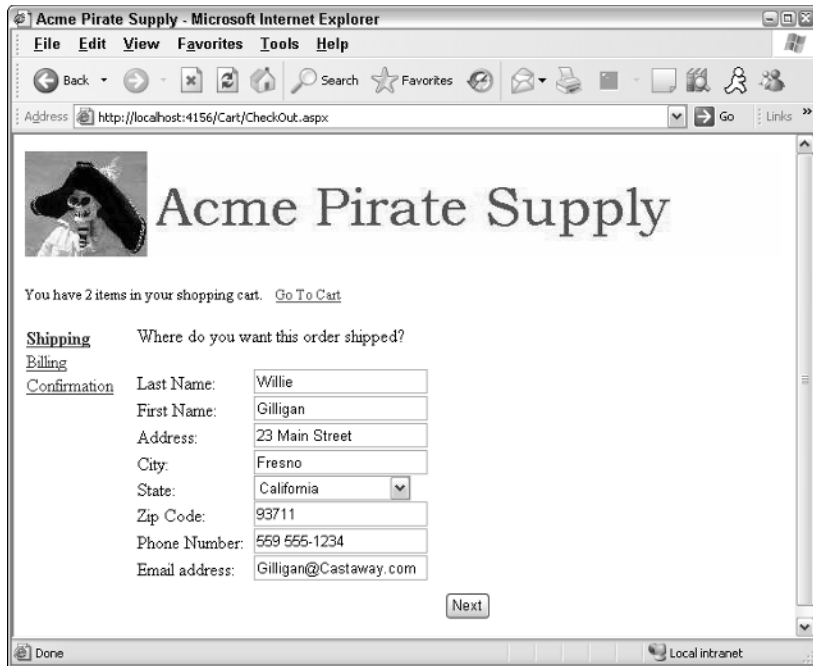 Acme Pirate Supply - Microsoft Internet Explorer
File Edit View Favorites Tools Help
Back Search Favorites
Address http://localhost:4156/Cart/CheckOut.aspx Go Links »
Acme Pirate Supply
You have 2 items in your shopping cart. Go To Cart
Shipping Where do you want this order shipped?
Billing
Confirmation Last Name: Willie
First Name: Gilligan
Address: 23 Main Street
City: Fresno
State: California
Zip Code: 93711
Phone Number: 559 555-1234
Email address: Gilligan@Castaway.com
Next
Done Local intranet